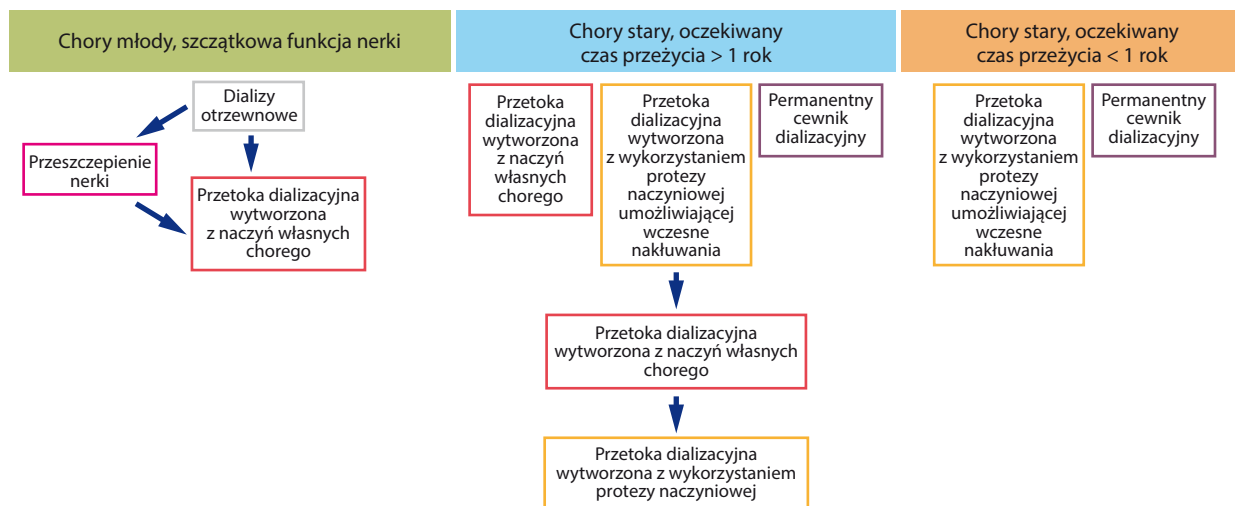 Chory młody, szczątkowa funkcja nerki
Dializy
otrzewnowe
Przeszczepienie
nerki
Przetoka dializacyjna
wytworzona
z naczyń własnych
chorego
Chory stary, oczekiwany
czas przeżycia > 1 rok
Przetoka
dializacyjna
wytworzona
z naczyń
własnych
chorego
Przetoka
dializacyjna
wytworzona
z wykorzystaniem
protezy
naczyniowej
umożliwiającej
wczesne
nakłuwania
Permanentny
cewnik
dializacyjny
Przetoka dializacyjna
wytworzona z naczyń własnych
chorego
Przetoka dializacyjna
wytworzona z wykorzystaniem
protezy naczyniowej
Chory stary, oczekiwany
czas przeżycia < 1 rok
Przetoka
dializacyjna
wytworzona
z wykorzystaniem
protezy
naczyniowej
umożliwiającej
wczesne
nakłuwania
Permanentny
cewnik
dializacyjny